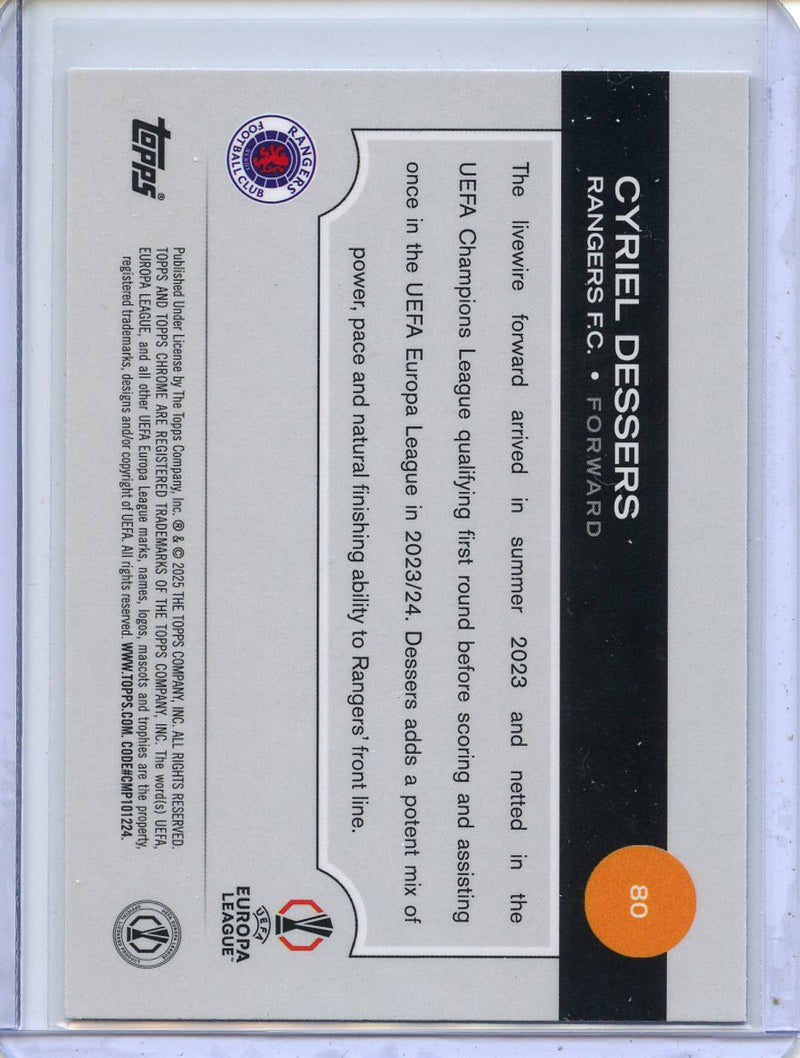 CYRIEL DESSERS
RANGERS F.C. • FORWARD
80
The livewire forward arrived in summer 2023 and netted in the
UEFA Champions League qualifying first round before scoring and assisting
once in the UEFA Europa League in 2023/24. Dessers adds a potent mix of
power, pace and natural finishing ability to Rangers' front line.
RANGERS
FOOTBALL CLUB
READY
UEFA
EUROPA
LEAGUE™
topps®
Published Under License by The Topps Company, Inc. ® & © 2025 THE TOPPS COMPANY, INC. ALL RIGHTS RESERVED.
TOPPS AND TOPPS CHROME ARE REGISTERED TRADEMARKS OF THE TOPPS COMPANY, INC. The word(s) UEFA,
EUROPA LEAGUE, and all other UEFA Europa League marks, names, logos, mascots and trophies are the property,
registered trademarks, designs and/or copyright of UEFA. All rights reserved. WWW.TOPPS.COM. CODE#CMP101224.